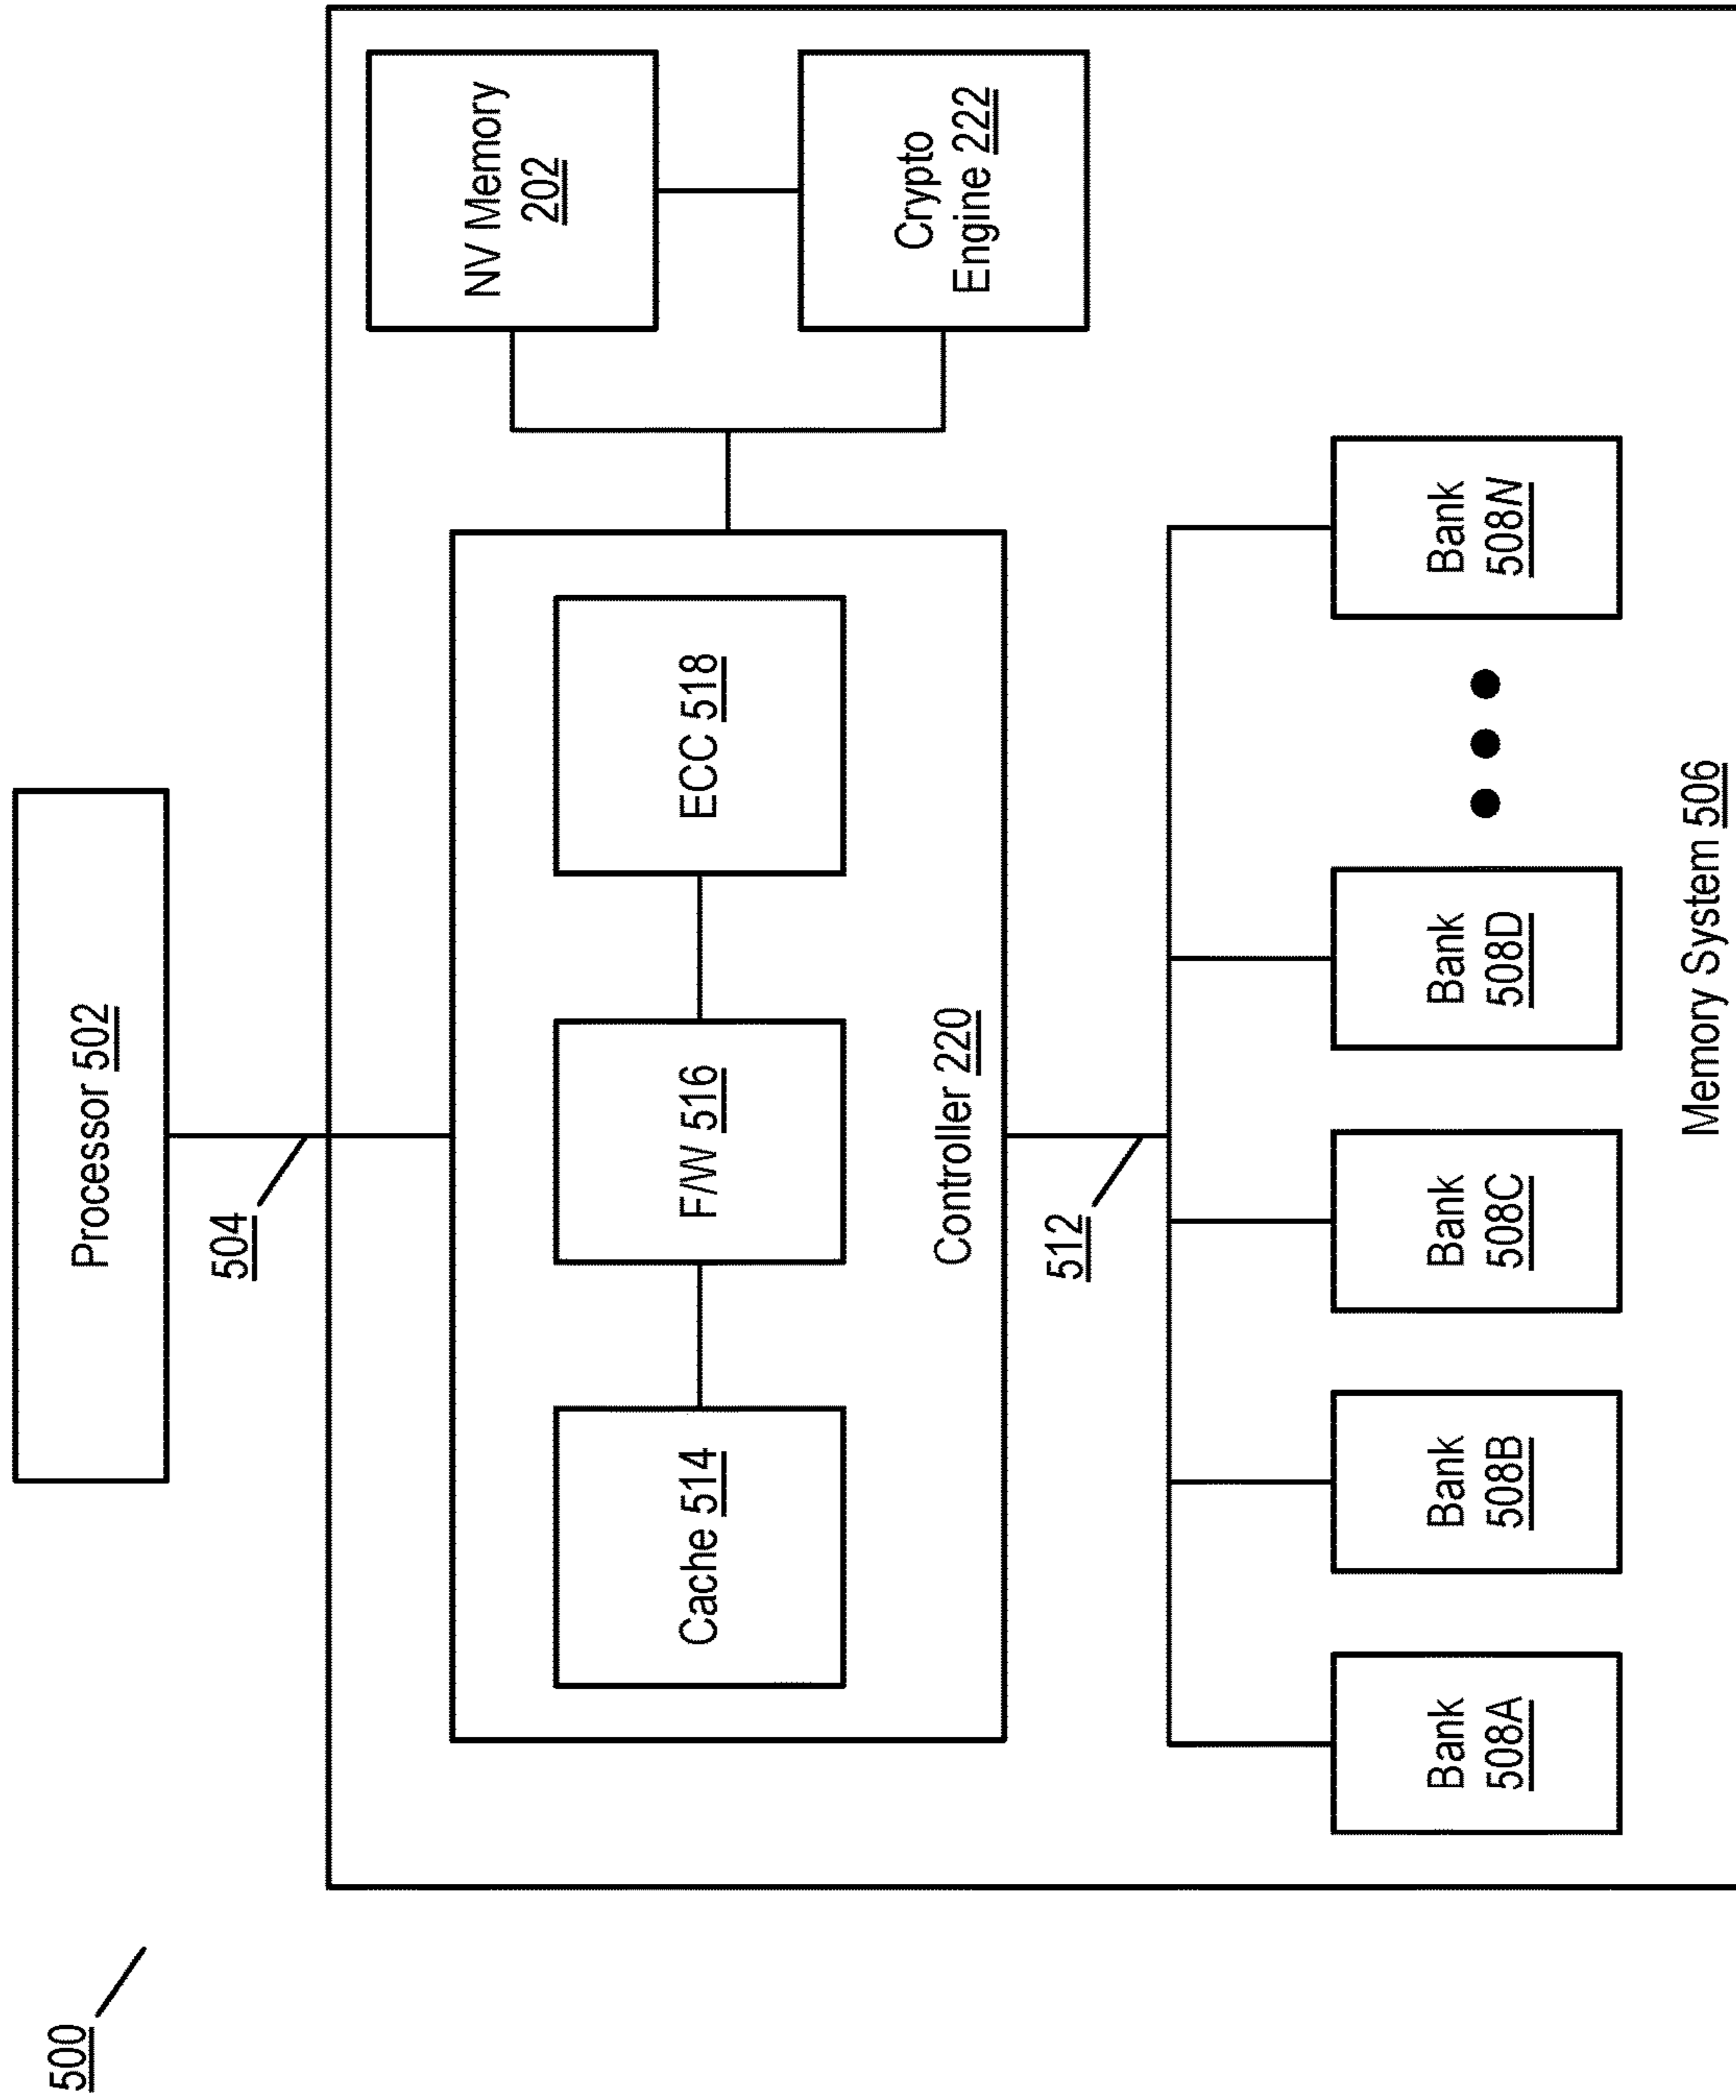 500
Processor 502
504
Cache 514
F/W 516
ECC 518
Controller 220
NV Memory
202
Crypto
Engine 222
512
Bank
508A
Bank
508B
Bank
508C
Bank
508D
Bank
508N
Memory System 506